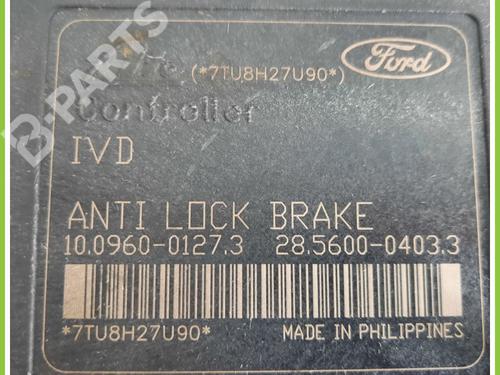 (*7TU8H27U90*)
Ford
Controller
IVD
ANTI LOCK BRAKE
10.0960-0127.3 28.5600-0403.3
*7TU8H27U90*
MADE IN PHILIPPINES
B-PARTS